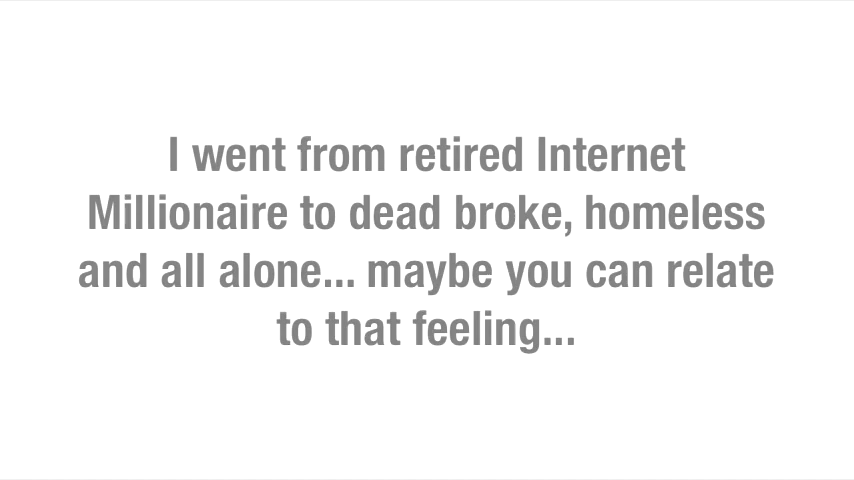 I went from retired Internet
Millionaire to dead broke, homeless
and all alone... maybe you can relate
to that feeling...